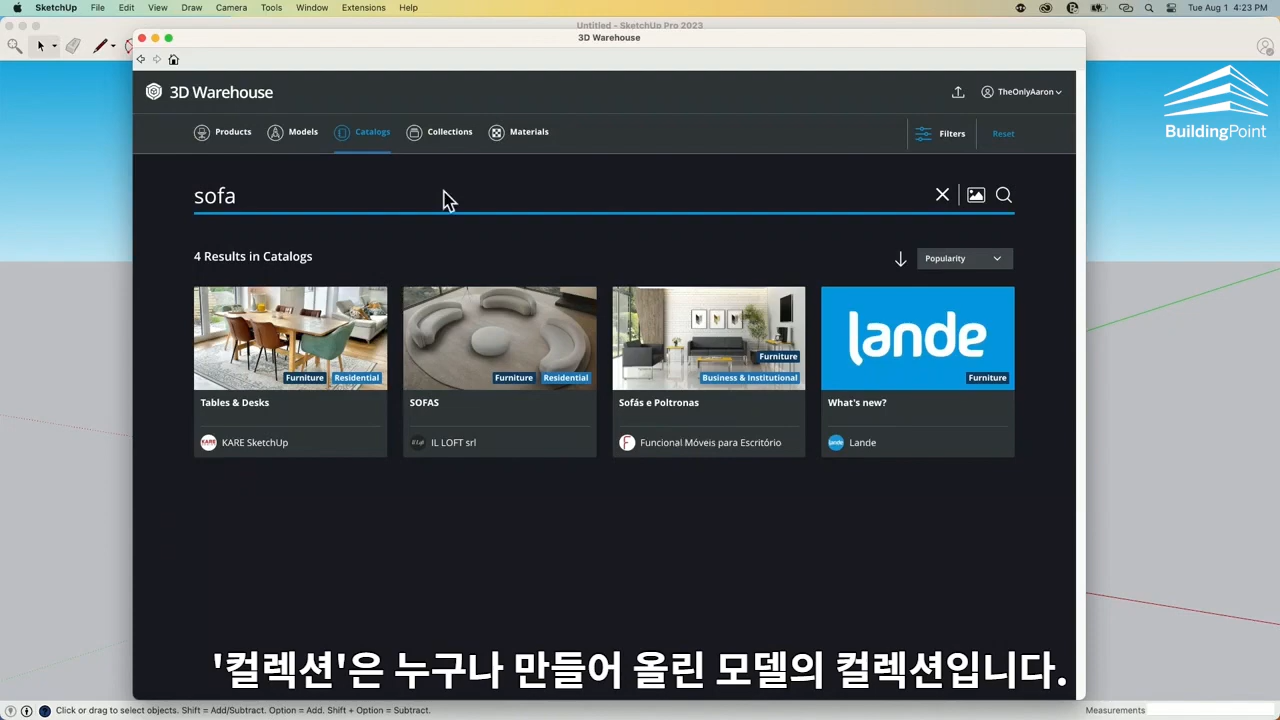 SketchUp File Edit View Draw Camera Tools Window Extensions Help
Tue Aug 1 4:23 PM
Untitled - SketchUp Pro 2023
3D Warehouse
3D Warehouse
TheOnlyAaron
BuildingPoint
Products Models Catalogs Collections Materials
Filters Reset
sofa
4 Results in Catalogs
Popularity
Furniture Residential
Tables & Desks
KARE KARE SketchUp
Furniture Residential
SOFAS
IL LOFT srl
Furniture
Business & Institutional
Sofás e Poltronas
F Funcional Móveis para Escritório
lande
Furniture
What's new?
lande Lande
'컬렉션'은 누구나 만들어 올린 모델의 컬렉션입니다.
Click or drag to select objects. Shift = Add/Subtract. Option = Add. Shift + Option = Subtract.
Measurements